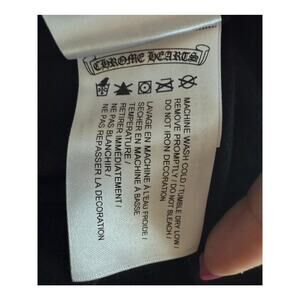 CHROME HEARTS
MACHINE WASH COLD / TUMBLE DRY LOW /
REMOVE PROMPTLY / DO NOT BLEACH /
DO NOT IRON DECORATION
LAVAGE EN MACHINE À L'EAU FROIDE /
SECHER EN MACHINE À BASSE
TEMPERATURE /
RETIRER IMMÉDIATEMENT /
NE PAS BLANCHIR /
NE PAS REPASSER LA DECORATION